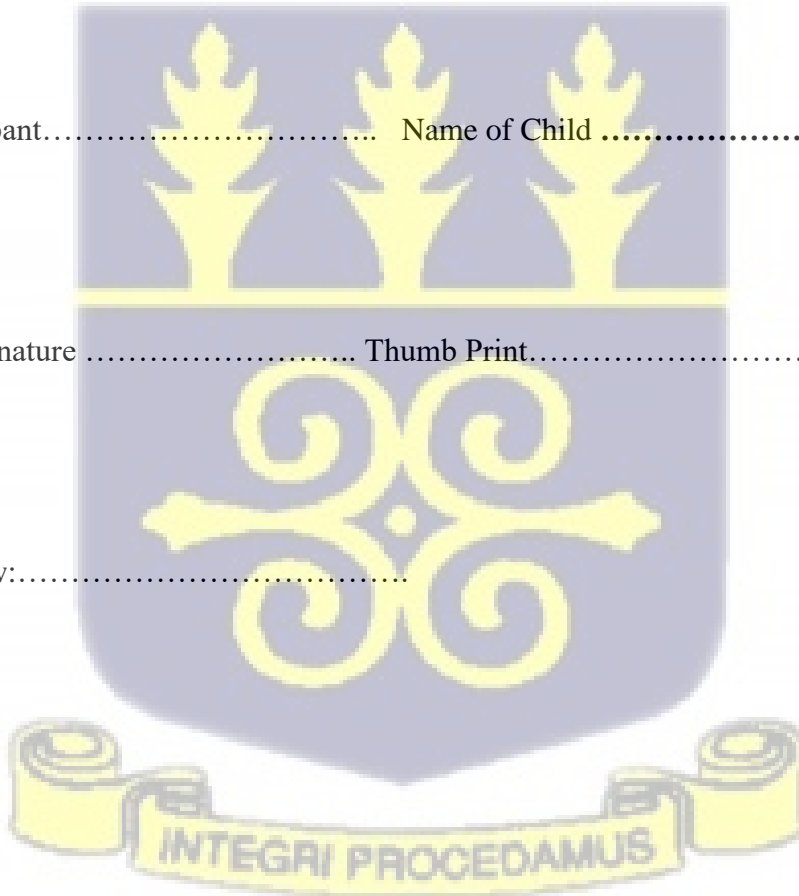 pant…………………………….. Name of Child ………………
nature …………………….. Thumb Print………………………
y:……………………………….
INTEGRI PROCEDAMUS